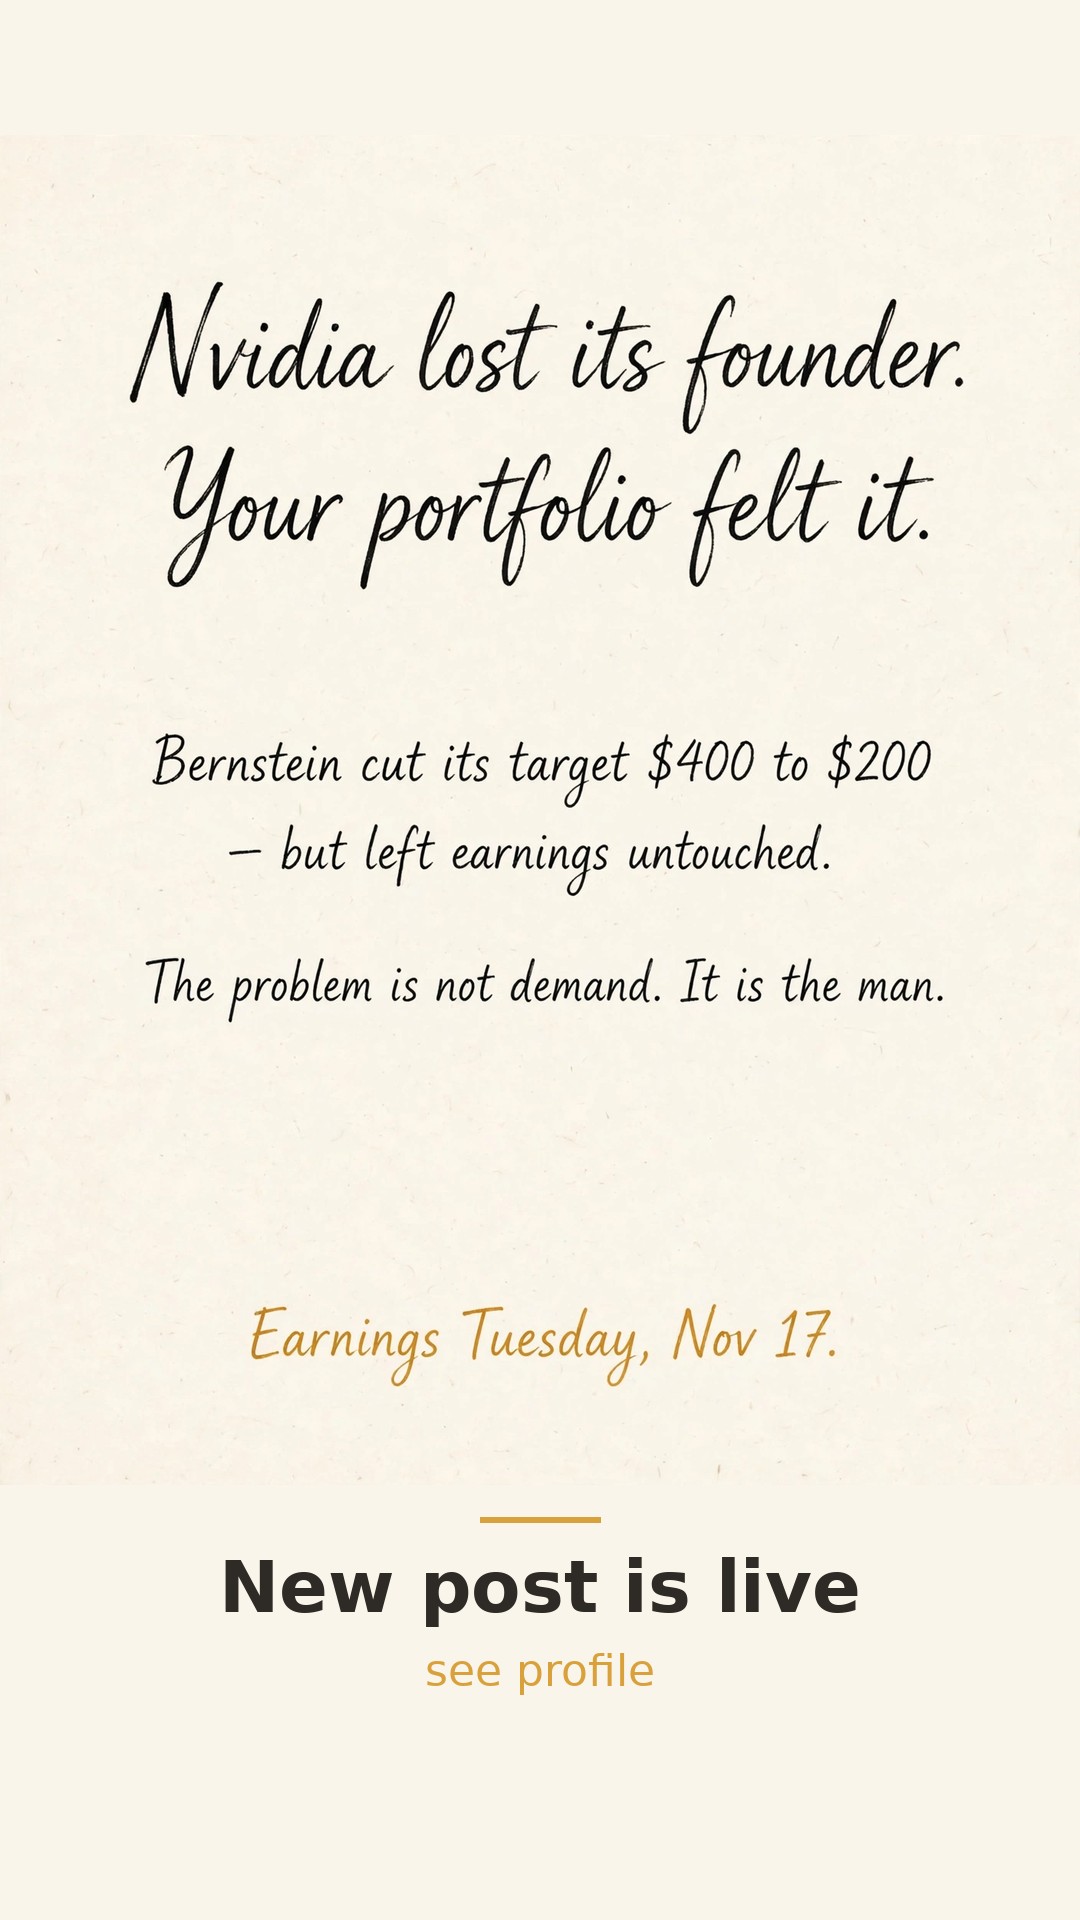 Nvidia lost its founder.
Your portfolio felt it.
Bernstein cut its target $400 to $200
– but left earnings untouched.
The problem is not demand. It is the man.
Earnings Tuesday, Nov 17.
New post is live
see profile